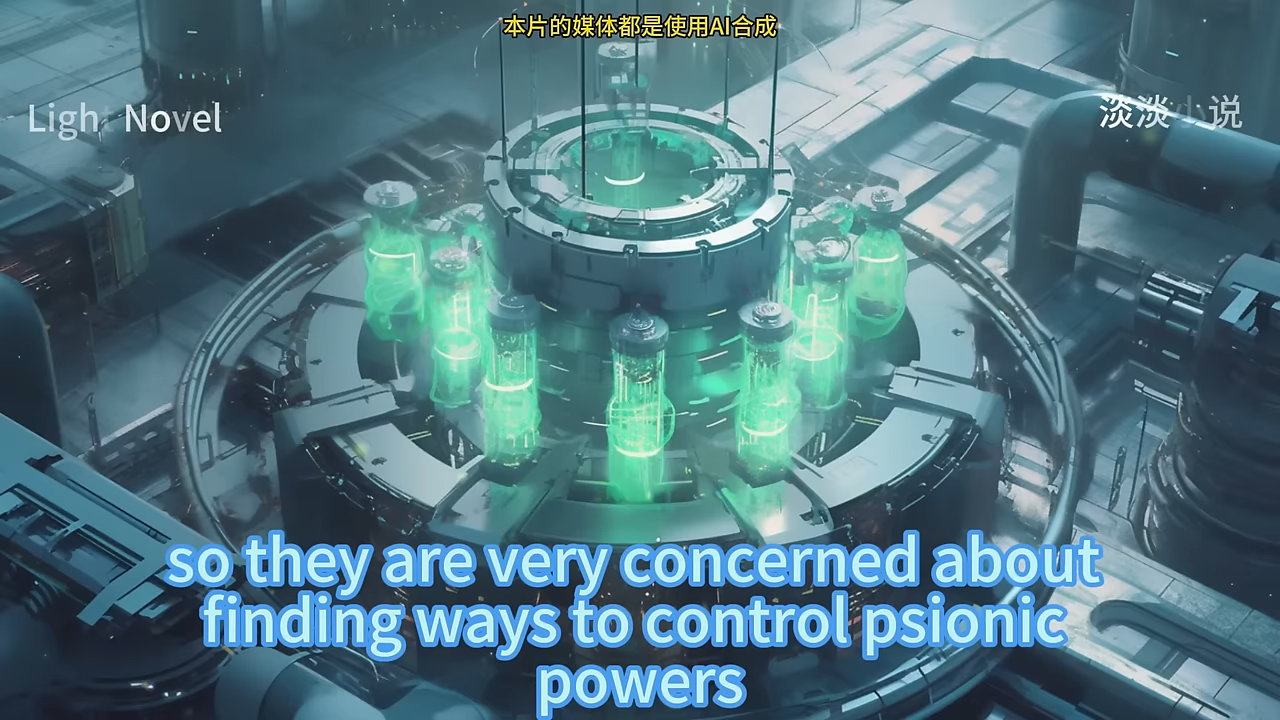 本片的媒体都是使用AI合成
Light Novel
淡淡小说
so they are very concerned about
finding ways to control psionic
powers